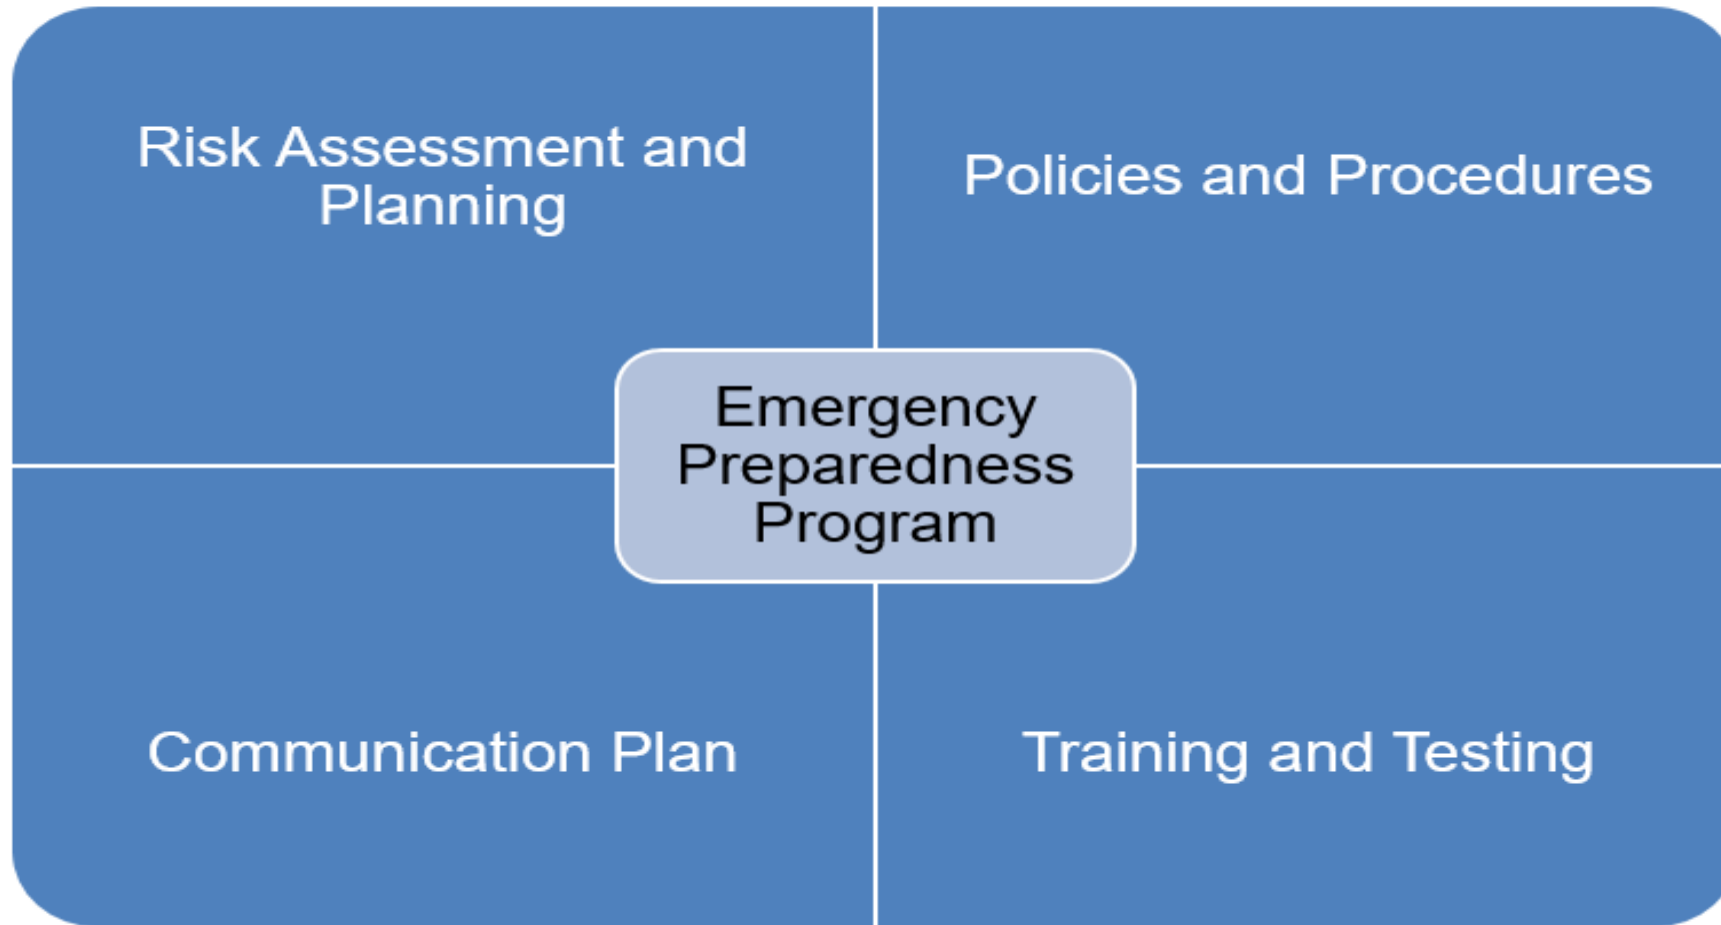 Risk Assessment and
Planning
Policies and Procedures
Emergency
Preparedness
Program
Communication Plan
Training and Testing